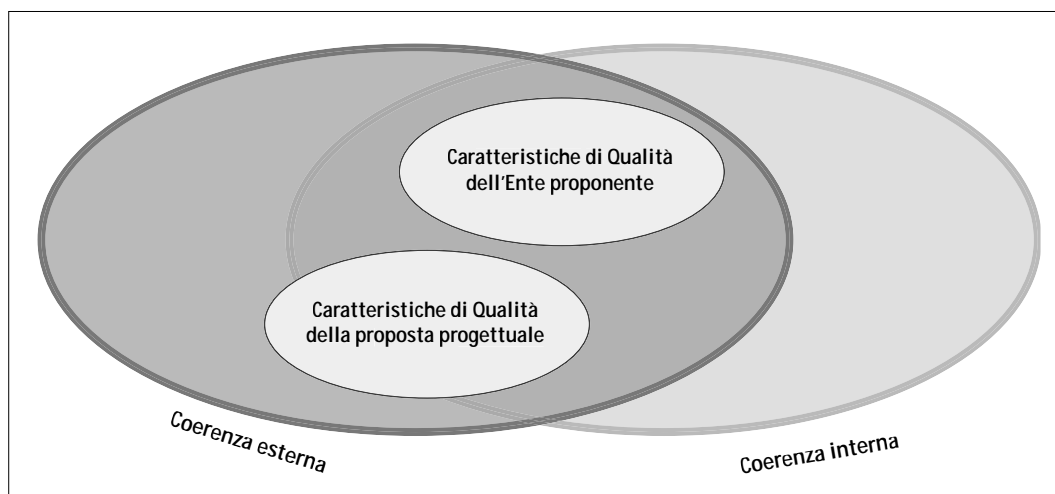 Caratteristiche di Qualità
dell'Ente proponente
Caratteristiche di Qualità
della proposta progettuale
Coerenza esterna
Coerenza interna